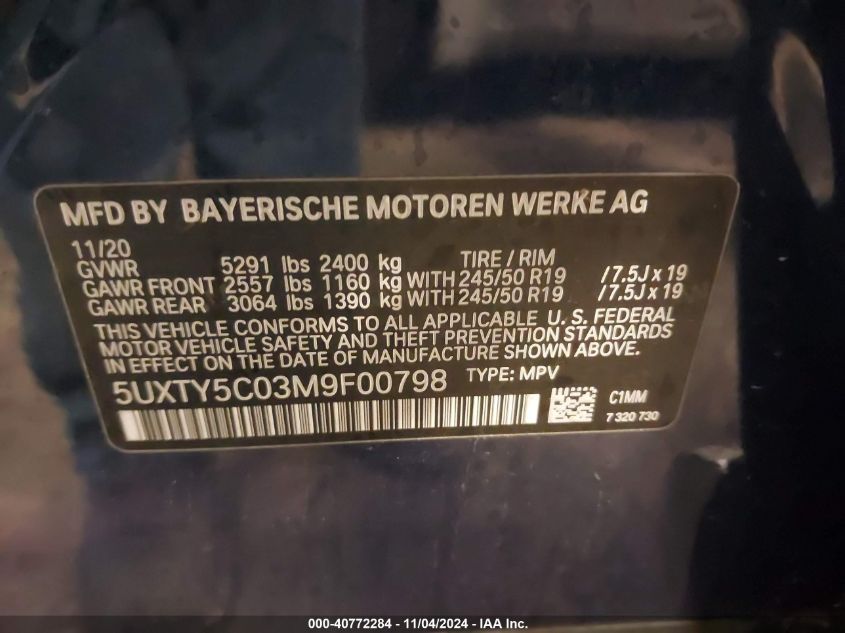 MFD BY BAYERISCHE MOTOREN WERKE AG
11/20
GVWR 5291 lbs 2400 kg TIRE / RIM
GAWR FRONT 2557 lbs 1160 kg WITH 245/50 R19 /7.5J x 19
GAWR REAR 3064 lbs 1390 kg WITH 245/50 R19 /7.5J x 19
THIS VEHICLE CONFORMS TO ALL APPLICABLE U. S. FEDERAL
MOTOR VEHICLE SAFETY AND THEFT PREVENTION STANDARDS
IN EFFECT ON THE DATE OF MANUFACTURE SHOWN ABOVE.
5UXTY5C03M9F00798 TYPE: MPV
C1MM
7 320 730
000-40772284 - 11/04/2024 - IAA Inc.